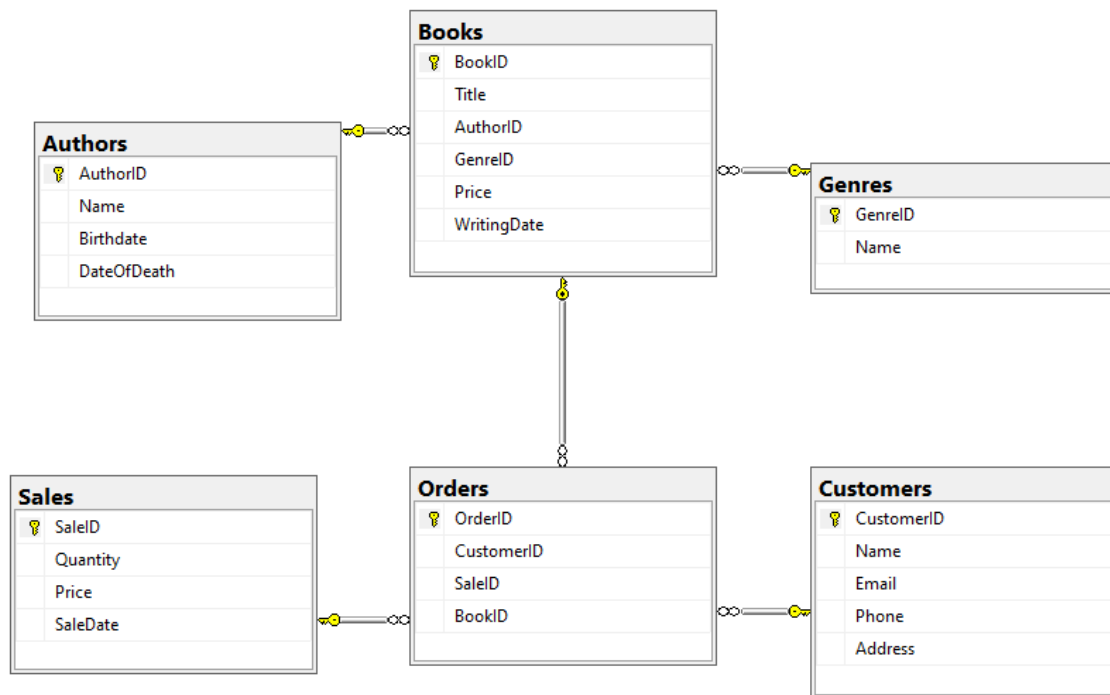 Books
BookID
Title
AuthorID
GenreID
Price
WritingDate
Authors
AuthorID
Name
Birthdate
DateOfDeath
Genres
GenreID
Name
Sales
SaleID
Quantity
Price
SaleDate
Orders
OrderID
CustomerID
SaleID
BookID
Customers
CustomerID
Name
Email
Phone
Address